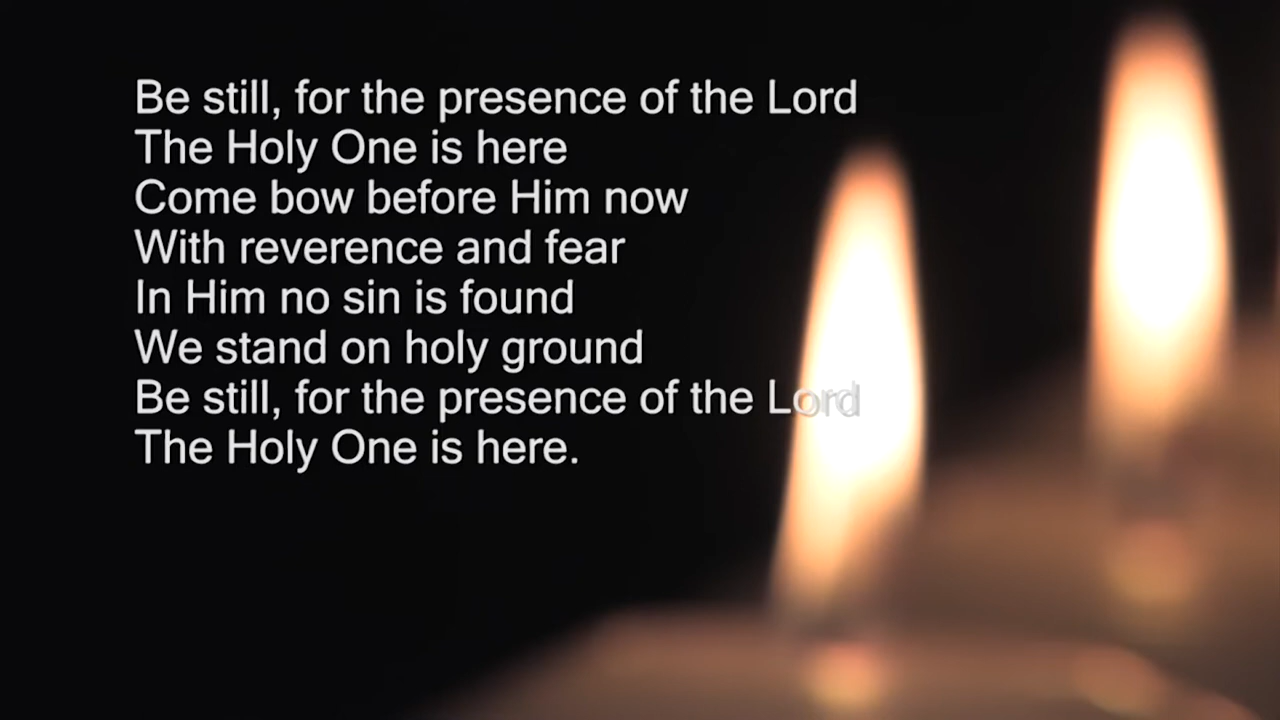 Be still, for the presence of the Lord
The Holy One is here
Come bow before Him now
With reverence and fear
In Him no sin is found
We stand on holy ground
Be still, for the presence of the Lord
The Holy One is here.